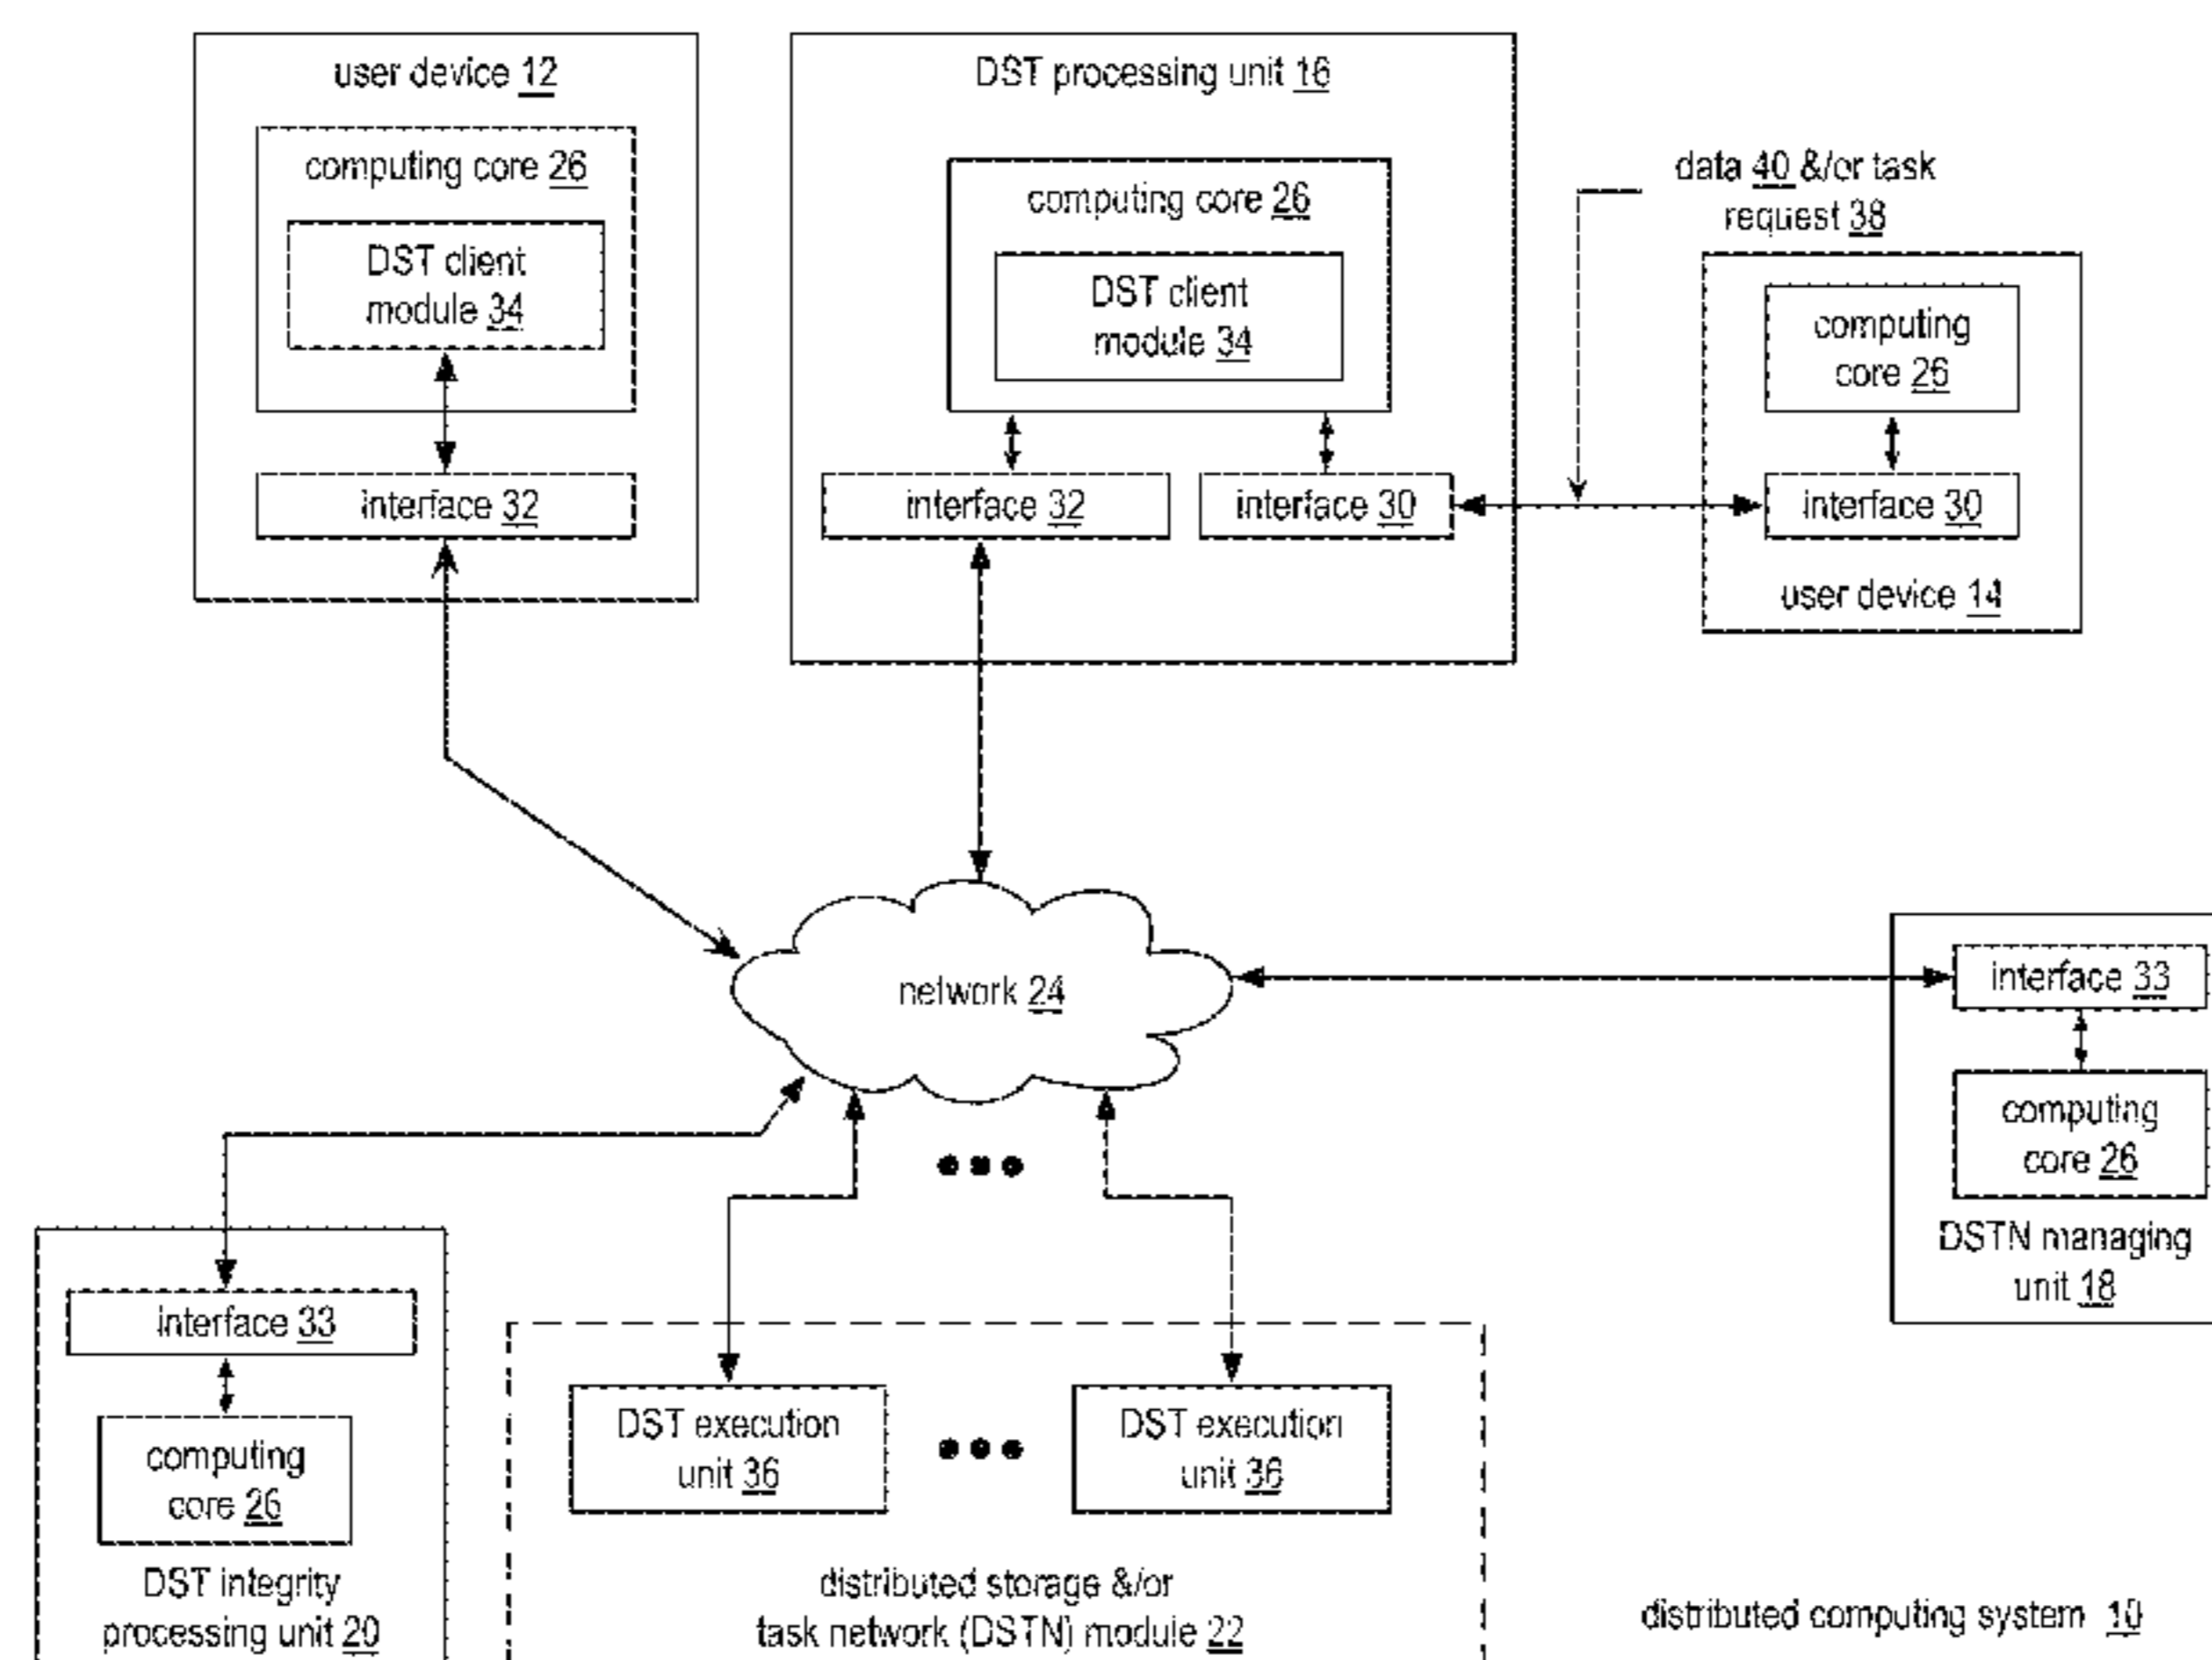 user device 12
computing core 26
DST client
module 34
interface 32
DST processing unit 16
computing core 26
DST client
module 34
interface 32
interface 30
data 40 &/or task
request 38
computing
core 26
interface 30
user device 14
network 24
interface 33
computing
core 26
DSTN managing
unit 18
interface 33
computing
core 26
DST integrity
processing unit 20
DST execution
unit 36
DST execution
unit 36
distributed storage &/or
task network (DSTN) module 22
distributed computing system 10